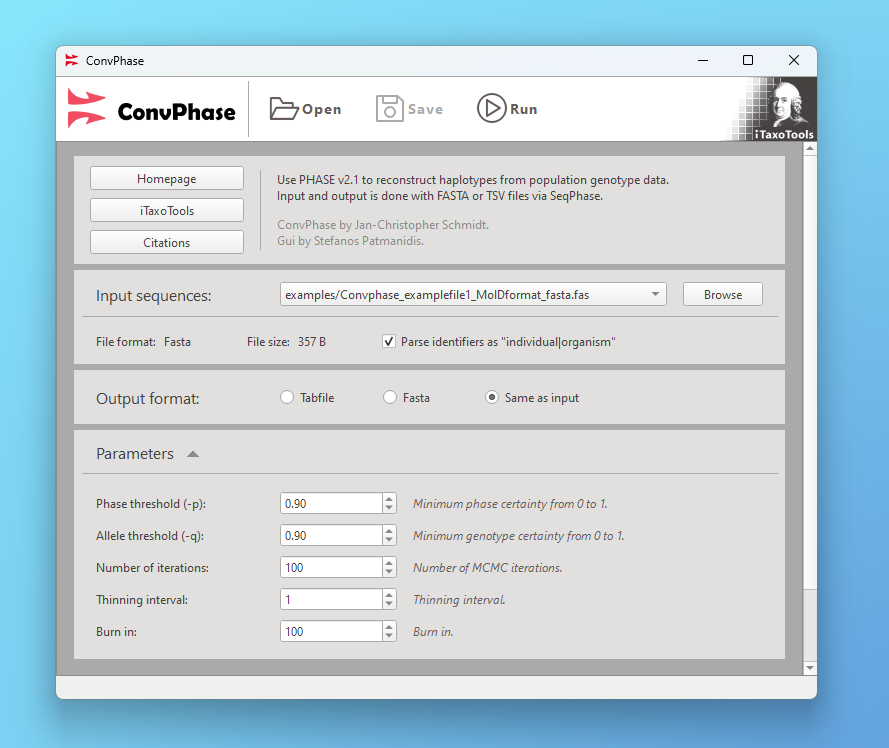 ConvPhase
ConvPhase
Open
Save
Run
iTaxoTools
Homepage
iTaxoTools
Citations
Use PHASE v2.1 to reconstruct haplotypes from population genotype data.
Input and output is done with FASTA or TSV files via SeqPhase.
ConvPhase by Jan-Christopher Schmidt.
Gui by Stefanos Patmanidis.
Input sequences: examples/Convphase_examplefile1_MolDformat_fasta.fas Browse
File format: Fasta File size: 357 B Parse identifiers as "individual|organism"
Output format: Tabfile Fasta Same as input
Parameters
Phase threshold (-p): 0.90 Minimum phase certainty from 0 to 1.
Allele threshold (-q): 0.90 Minimum genotype certainty from 0 to 1.
Number of iterations: 100 Number of MCMC iterations.
Thinning interval: 1 Thinning interval.
Burn in: 100 Burn in.